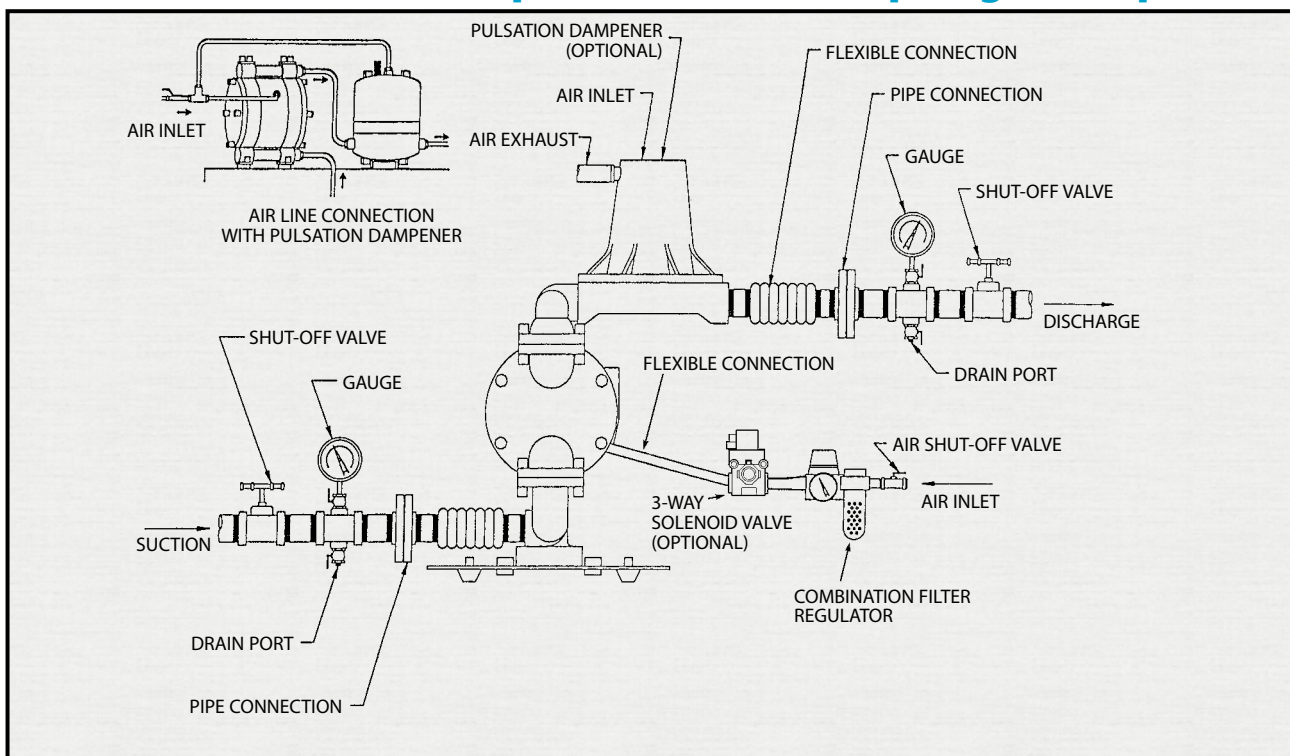 PULSATION DAMPENER
(OPTIONAL)
FLEXIBLE CONNECTION
AIR INLET
PIPE CONNECTION
AIR INLET
AIR EXHAUST
GAUGE
SHUT-OFF VALVE
AIR LINE CONNECTION
WITH PULSATION DAMPENER
DISCHARGE
SHUT-OFF VALVE
FLEXIBLE CONNECTION
DRAIN PORT
GAUGE
AIR SHUT-OFF VALVE
AIR INLET
3-WAY
SOLENOID VALVE
(OPTIONAL)
SUCTION
COMBINATION FILTER
REGULATOR
DRAIN PORT
PIPE CONNECTION